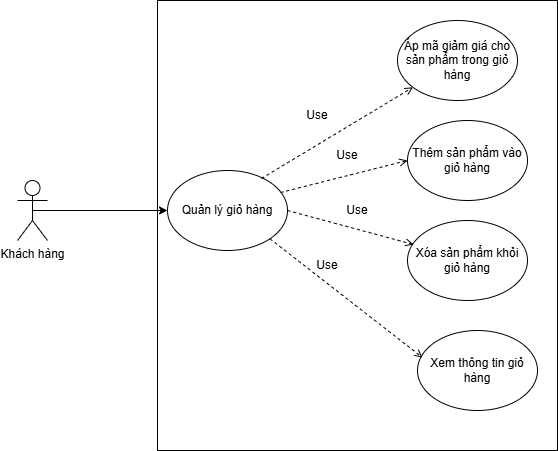 Áp mã giảm giá cho
sản phẩm trong giỏ
hàng
Use
Use
Thêm sản phẩm vào
giỏ hàng
Quản lý giỏ hàng
Use
Khách hàng
Xóa sản phẩm khỏi
giỏ hàng
Use
Xem thông tin giỏ
hàng